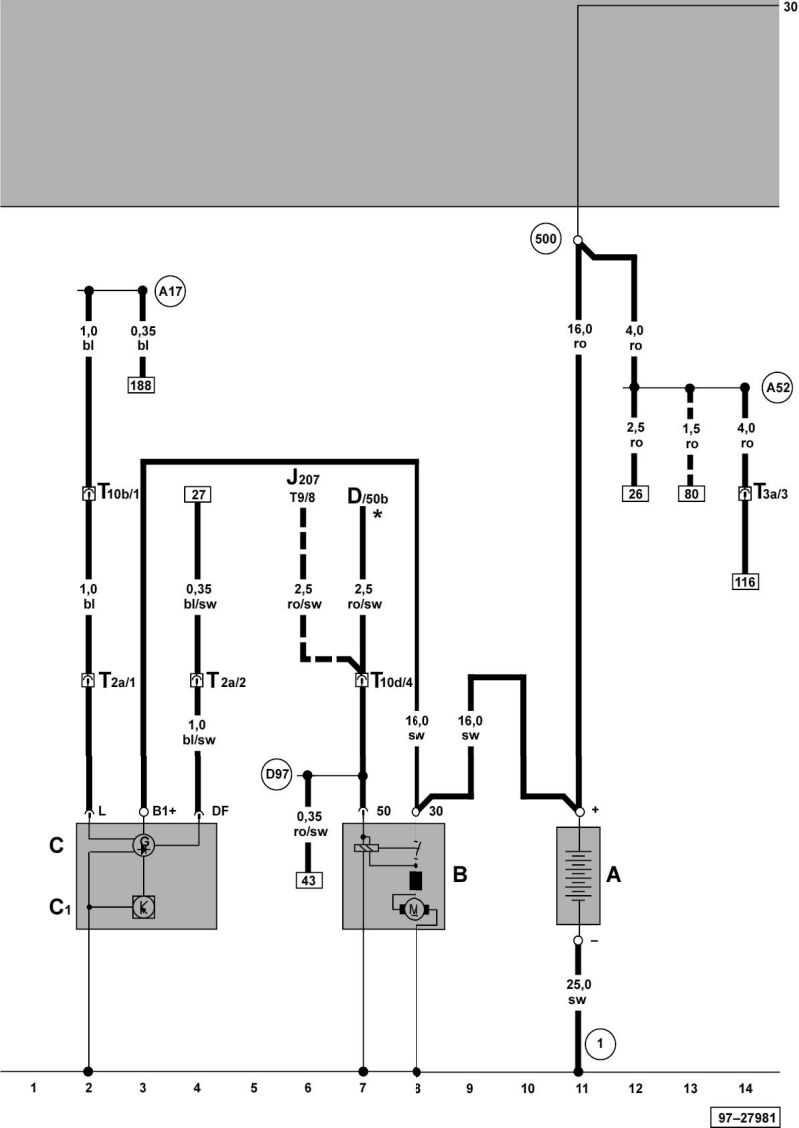 30
500
A17
1,0 bl
0,35 bl
188
16,0 ro
4,0 ro
A52
2,5 ro
1,5 ro
4,0 ro
26
80
T3a/3
116
T10b/1
27
J207
T9/8
D/50b
*
1,0 bl
0,35 bl/sw
2,5 ro/sw
2,5 ro/sw
T2a/1
T2a/2
T10d/4
1,0 bl/sw
16,0 sw
16,0 sw
D97
L
B1+
DF
0,35 ro/sw
50
30
+
C
G
B
A
43
C1
K
M
–
25,0 sw
1
1 2 3 4 5 6 7 8 9 10 11 12 13 14
97–27981